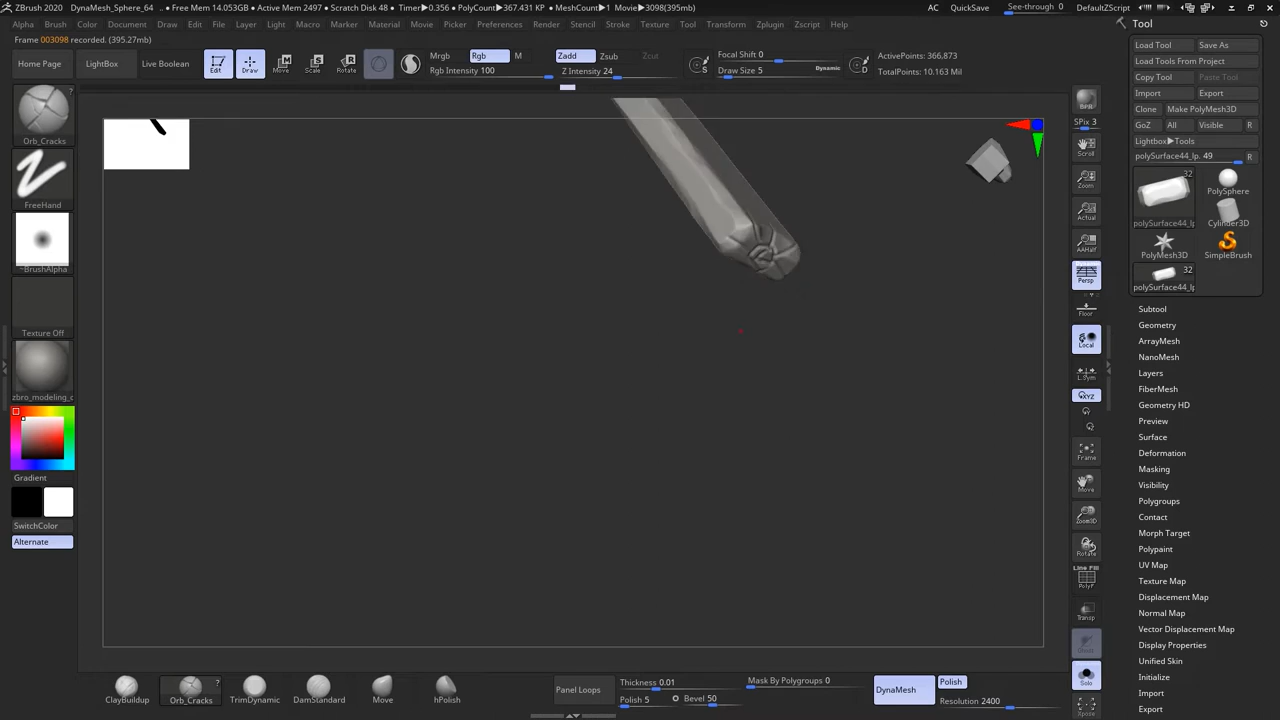 ZBrush 2020 DynaMesh_Sphere_64 • Free Mem 14.053GB • Active Mem 2497 • Scratch Disk 48 • Timer▶0.356 • PolyCount▶367.431 KP • MeshCount▶1 Movie▶3098(395mb) AC QuickSave See-through 0 DefaultZScript
Alpha Brush Color Document Draw Edit File Layer Light Macro Marker Material Movie Picker Preferences Render Stencil Stroke Texture Tool Transform Zplugin Zscript Help
Frame 003098 recorded. (395.27mb)
Home Page LightBox Live Boolean Edit Draw Move Scale Rotate
Mrgb Rgb M
Rgb Intensity 100
Zadd Zsub Zcut
Z Intensity 24
S
Focal Shift 0
Draw Size 5 Dynamic
D
ActivePoints: 366.873
TotalPoints: 10.163 Mil
?
Orb_Cracks
FreeHand
~BrushAlpha
Texture Off
Gradient
SwitchColor
Alternate
BPR
SPix 3
Scroll
Zoom
Actual
AAHalf
Dynamic
Persp
Floor
Local
L.Sym
XYZ
Frame
Move
Zoom3D
Rotate
Line Fill
PolyF
Transp
Ghost
Solo
Xpose
Tool
Load Tool Save As
Load Tools From Project
Copy Tool Paste Tool
Import Export
Clone Make PolyMesh3D
GoZ All Visible R
Lightbox▶Tools
polySurface44_lp. 49 R
32
PolySphere
polySurface44_lp Cylinder3D
PolyMesh3D SimpleBrush
32
polySurface44_lp
Subtool
Geometry
ArrayMesh
NanoMesh
Layers
FiberMesh
Geometry HD
Preview
Surface
Deformation
Masking
Visibility
Polygroups
Contact
Morph Target
Polypaint
UV Map
Texture Map
Displacement Map
Normal Map
Vector Displacement Map
Display Properties
Unified Skin
Initialize
Import
Export
Claybuildup
?
Orb_Cracks
TrimDynamic
DamStandard
Move
hPolish
Panel Loops
Thickness 0.01
Polish 5 Bevel 50
Mask By Polygroups 0
DynaMesh
Polish
Resolution 2400